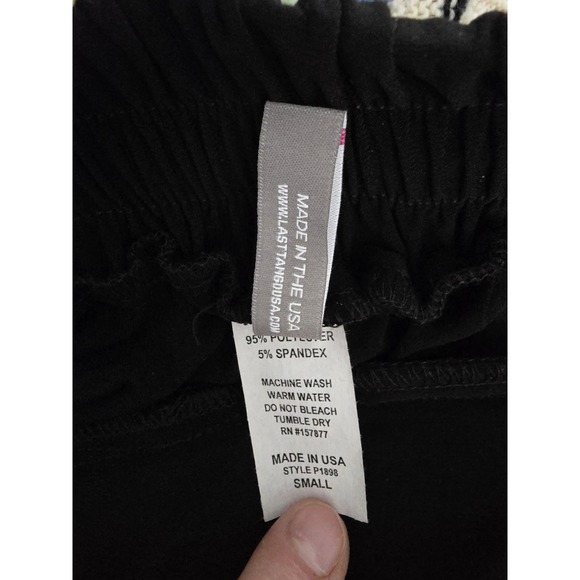 MADE IN THE USA
WWW.LASTTANGOUSA.COM
95% POLYESTER
5% SPANDEX
MACHINE WASH
WARM WATER
DO NOT BLEACH
TUMBLE DRY
RN #157877
MADE IN USA
STYLE P1898
SMALL